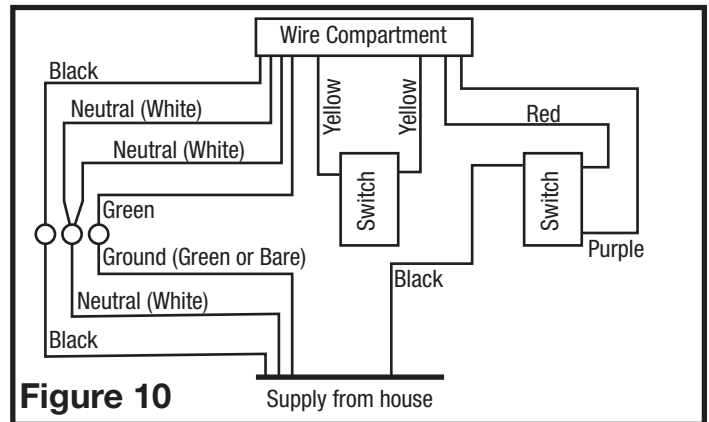 Wire Compartment
Black
Neutral (White)
Neutral (White)
Green
Yellow
Yellow
Switch
Red
Switch
Purple
Ground (Green or Bare)
Black
Neutral (White)
Black
Figure 10
Supply from house